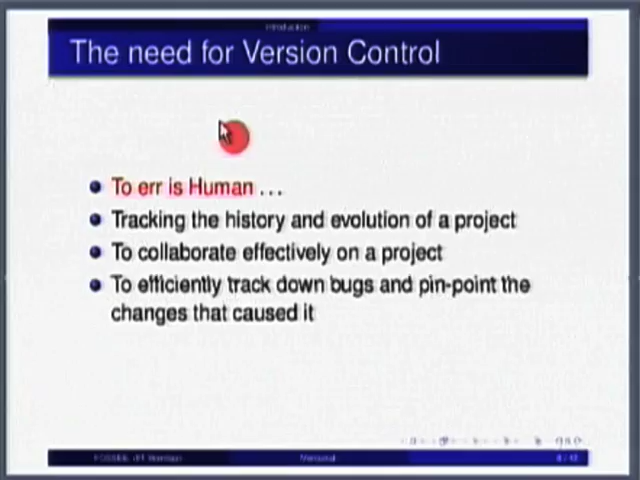 Introduction
The need for Version Control
To err is Human ...
Tracking the history and evolution of a project
To collaborate effectively on a project
To efficiently track down bugs and pin-point the
changes that caused it
Mercurial